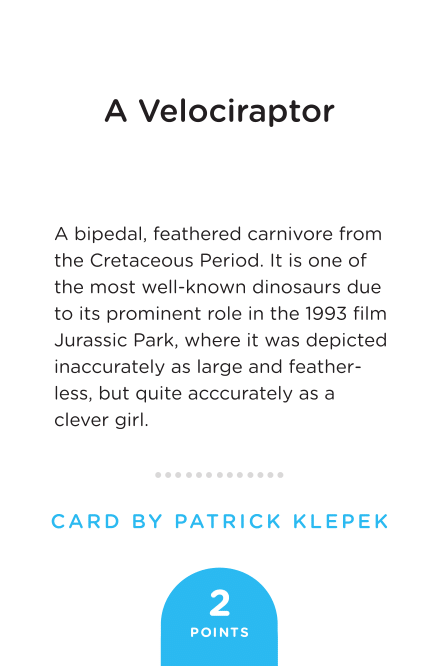 A Velociraptor
A bipedal, feathered carnivore from
the Cretaceous Period. It is one of
the most well-known dinosaurs due
to its prominent role in the 1993 film
Jurassic Park, where it was depicted
inaccurately as large and feather-
less, but quite acccurately as a
clever girl.
CARD BY PATRICK KLEPEK
2
POINTS